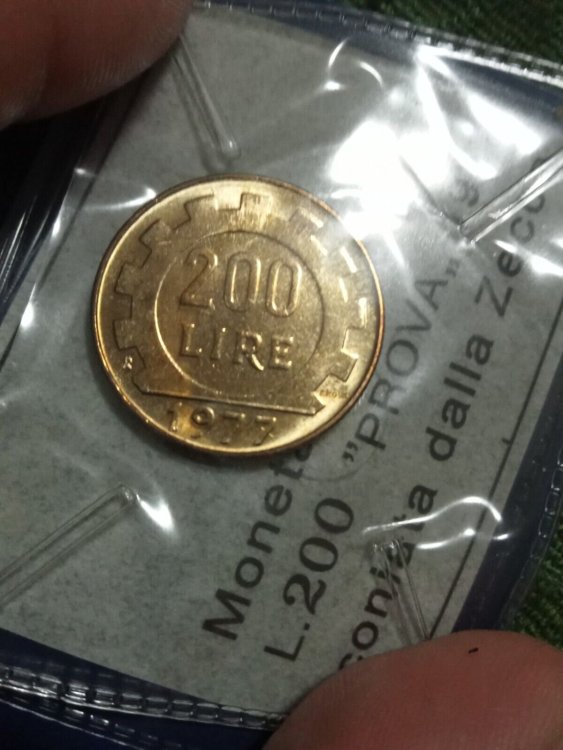 200
LIRE
R
1977
Moneta
L.200 "PROVA"
coniata dalla Zecca